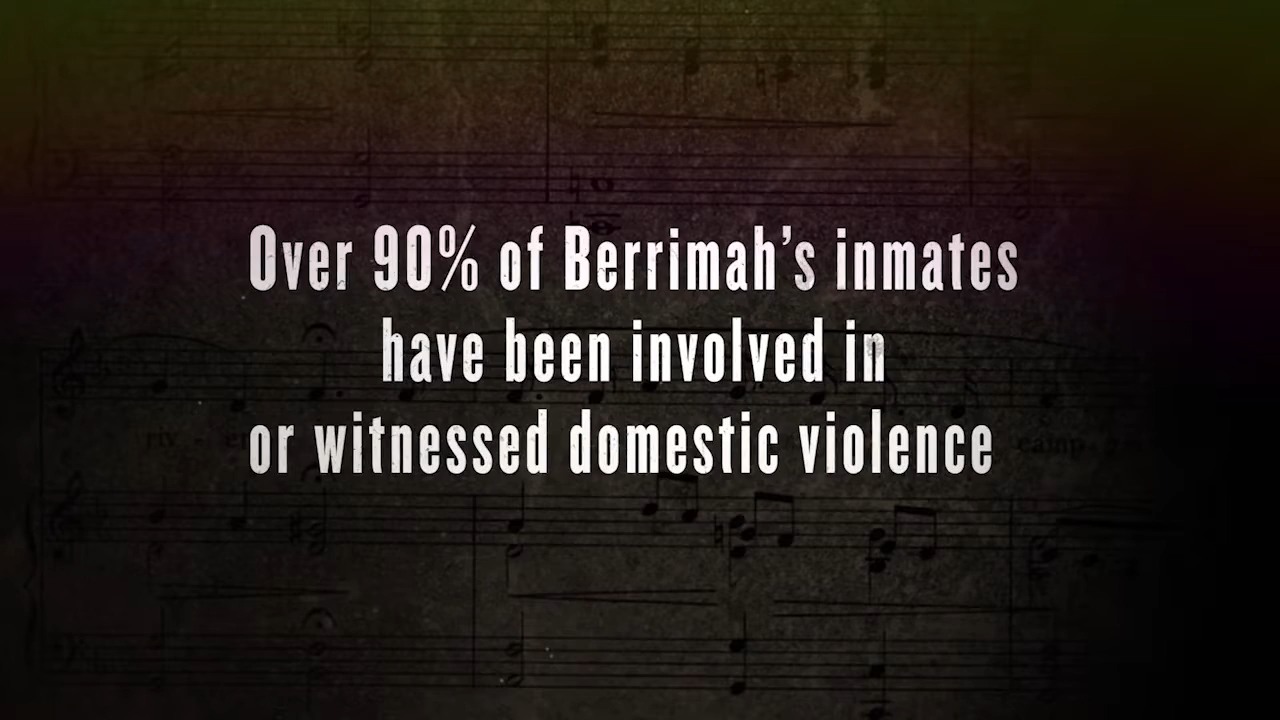 Over 90% of Berrimah’s inmates
have been involved in
or witnessed domestic violence